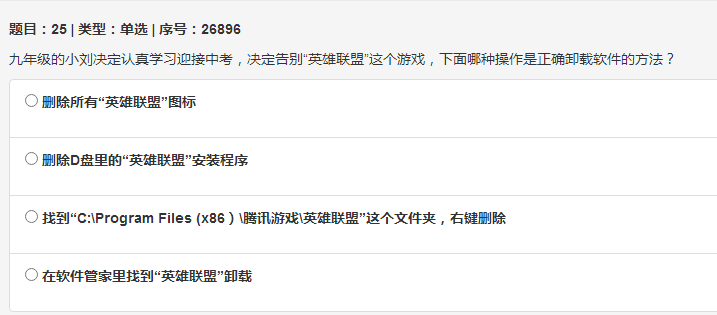 题目：25 | 类型：单选 | 序号：26896
九年级的小刘决定认真学习迎接中考，决定告别“英雄联盟”这个游戏，下面哪种操作是正确卸载软件的方法？
删除所有“英雄联盟”图标
删除D盘里的“英雄联盟”安装程序
找到“C:\Program Files (x86）\腾讯游戏\英雄联盟”这个文件夹，右键删除
在软件管家里找到“英雄联盟”卸载